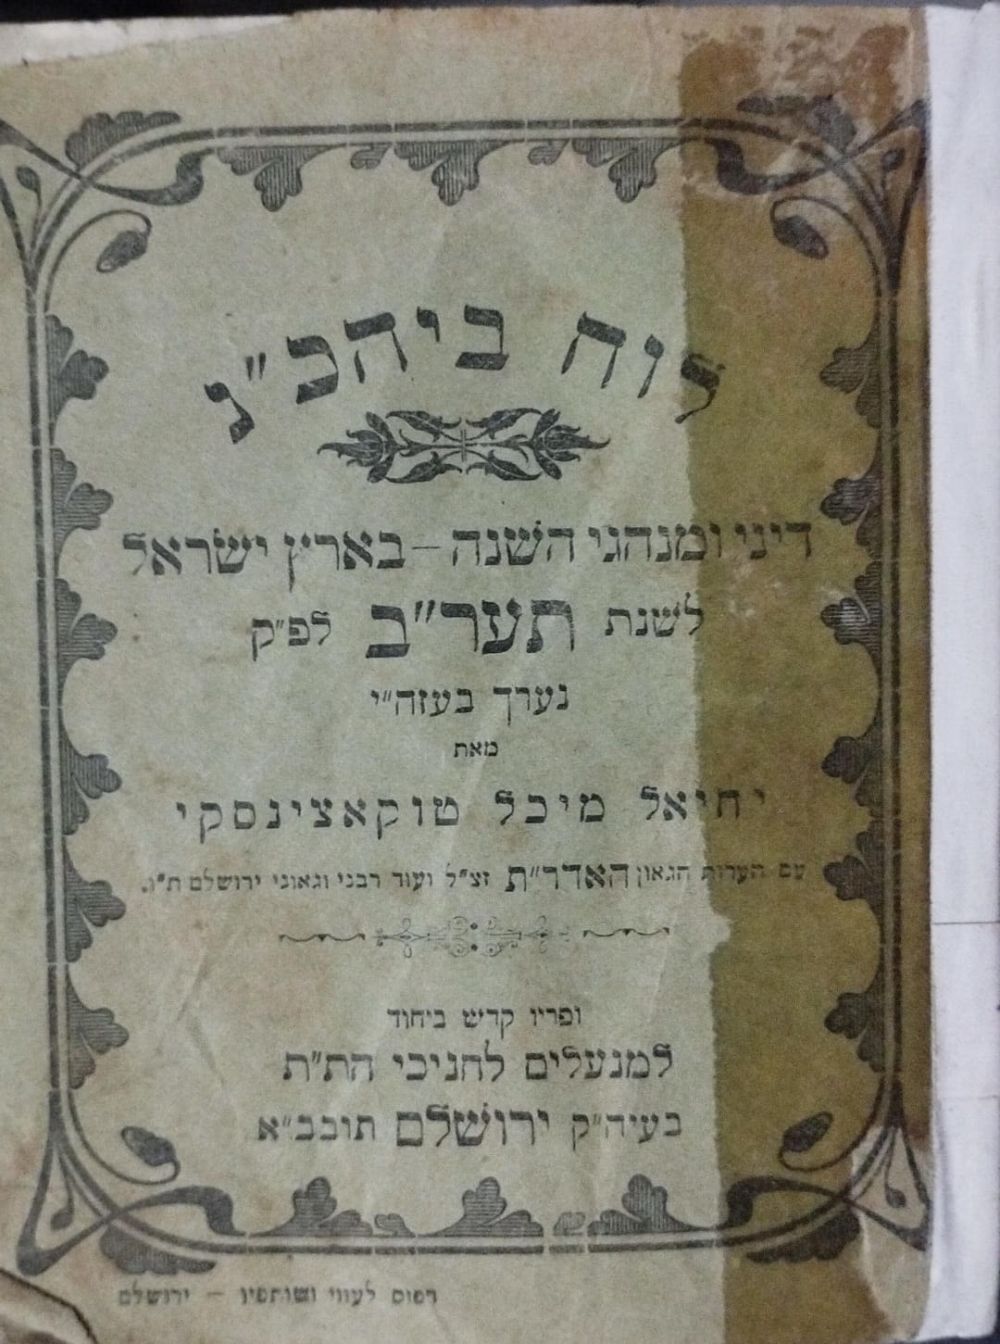 לוח ביהכ"נ
דיני ומנהגי השנה – בארץ ישראל
לשנת תער"ב לפ"ק
נערך בעזה"י
מאת
יחיאל מיכל טוקאצינסקי
עם הערות הגאון האדר"ת זצ"ל ועוד רבני וגאוני ירושלם ת"ו.
ופריו קדש ביחוד
למנעלים לחניכי הת"ת
בעיה"ק ירושלם תובב"א
דפוס לעווי ושותפיו – ירושלם